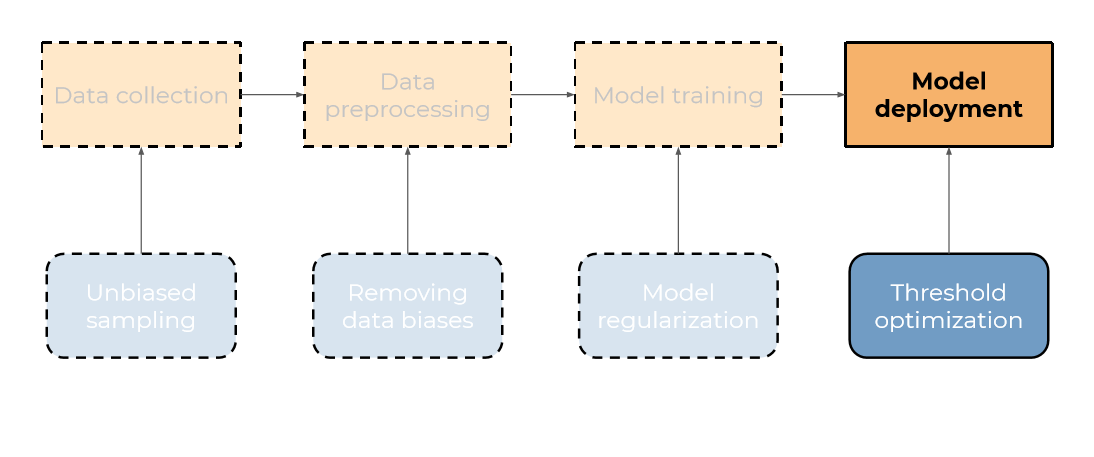 Data collection
Data
preprocessing
Model training
Model
deployment
Unbiased
sampling
Removing
data biases
Model
regularization
Threshold
optimization